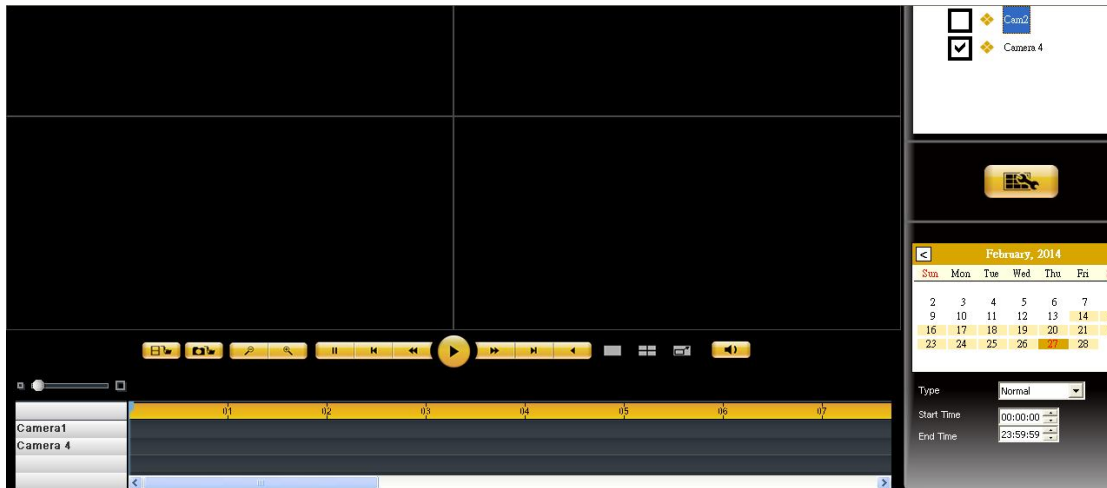 Cam2
Camera 4
<
February, 2014
Sun Mon Tue Wed Thu Fri
2 3 4 5 6 7
9 10 11 12 13 14
16 17 18 19 20 21
23 24 25 26 27 28
Type Normal
Start Time 00:00:00
End Time 23:59:59
01 02 03 04 05 06 07
Camera1
Camera 4